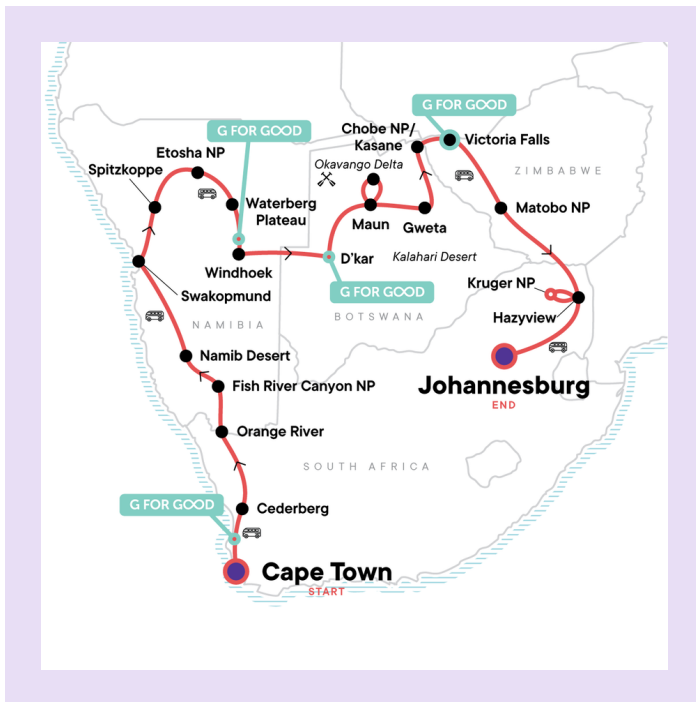 G FOR GOOD
Chobe NP/
Kasane
Victoria Falls
G FOR GOOD
Etosha NP
Spitzkoppe
Okavango Delta
ZIMBABWE
Waterberg
Plateau
Matobo NP
Maun
Gweta
Windhoek
D'kar
Kalahari Desert
Kruger NP
G FOR GOOD
Swakopmund
Hazyview
BOTSWANA
NAMIBIA
Namib Desert
Johannesburg
END
Fish River Canyon NP
Orange River
SOUTH AFRICA
G FOR GOOD
Cederberg
Cape Town
START